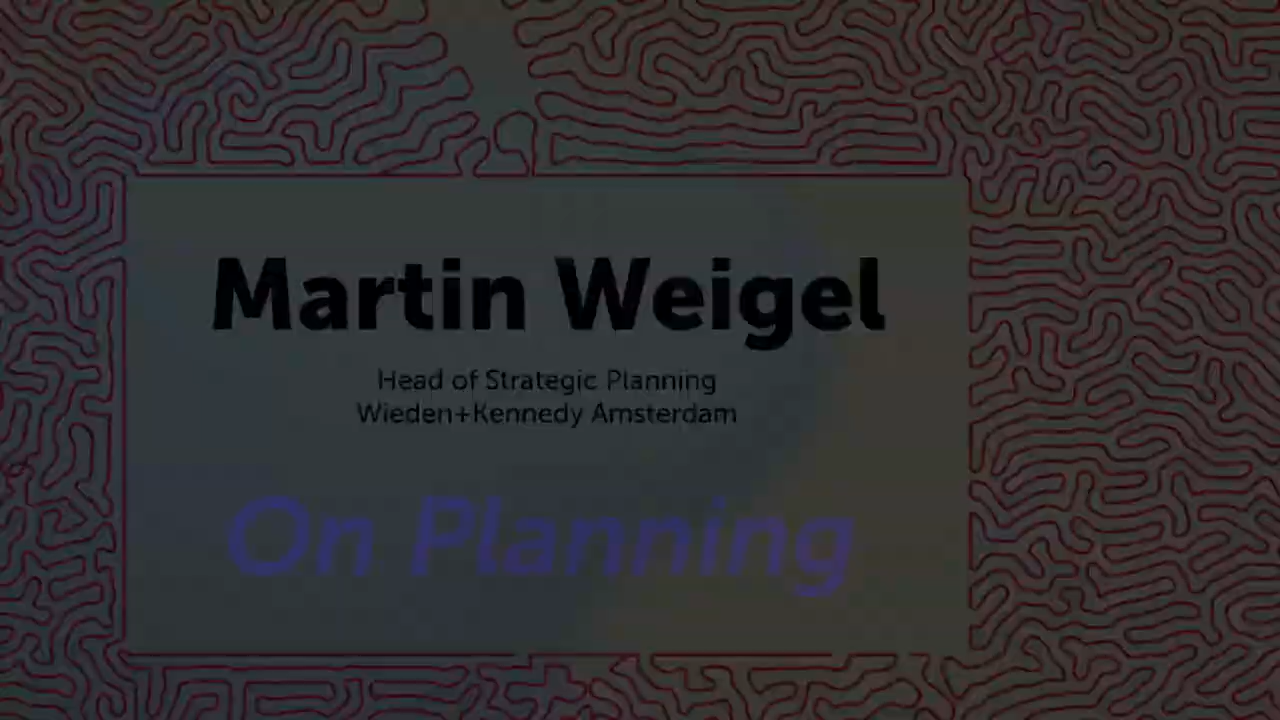 Martin Weigel
Head of Strategic Planning
Wieden+Kennedy Amsterdam
On Planning